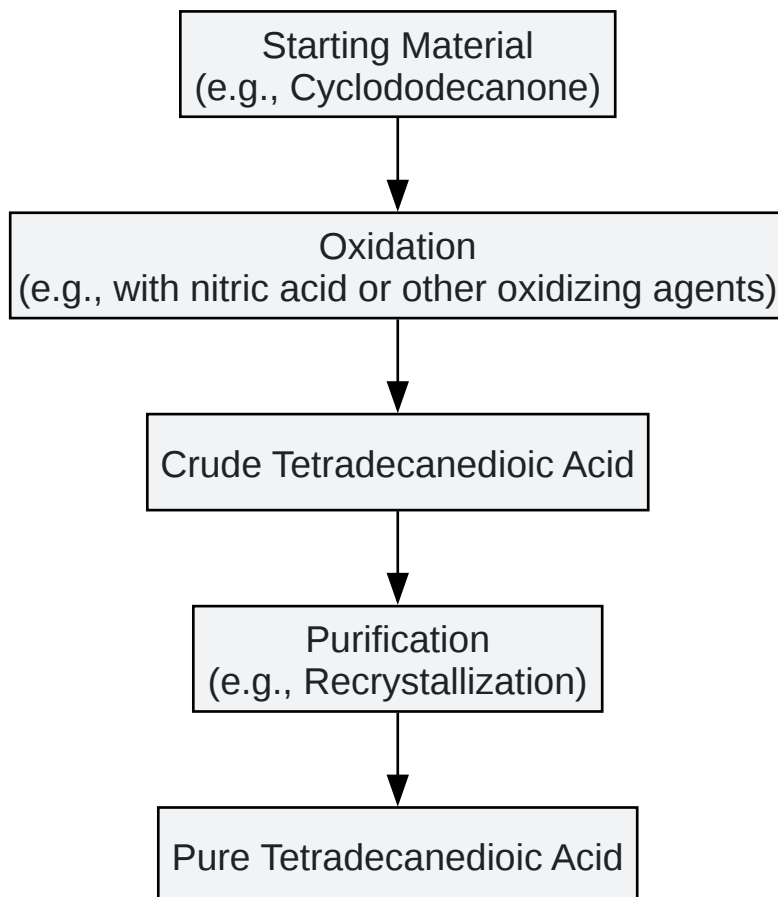 Starting Material
(e.g., Cyclododecanone)
Oxidation
(e.g., with nitric acid or other oxidizing agents)
Crude Tetradecanedioic Acid
Purification
(e.g., Recrystallization)
Pure Tetradecanedioic Acid